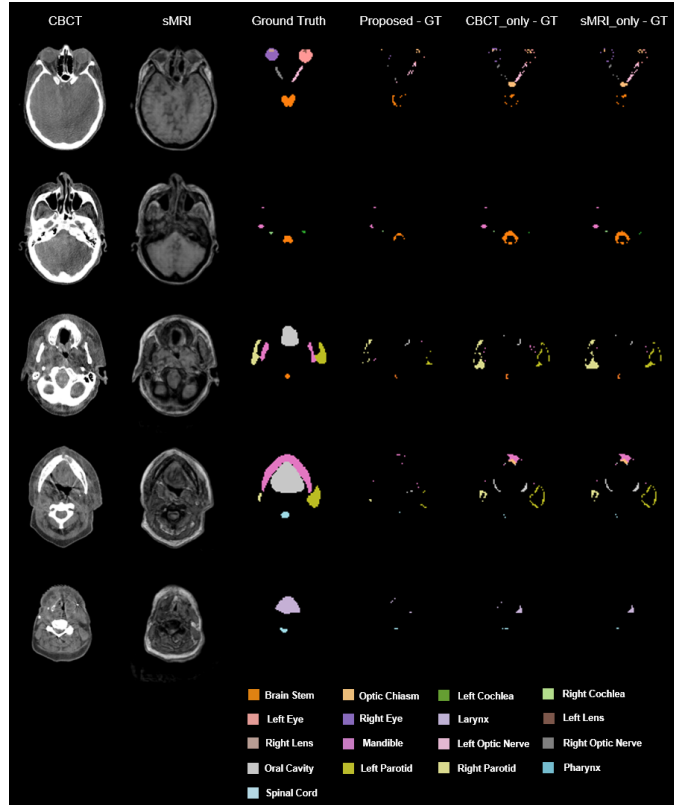 CBCT sMRI Ground Truth Proposed - GT CBCT_only - GT sMRI_only - GT
Brain Stem Optic Chiasm Left Cochlea Right Cochlea
Left Eye Right Eye Larynx Left Lens
Right Lens Mandible Left Optic Nerve Right Optic Nerve
Oral Cavity Left Parotid Right Parotid Pharynx
Spinal Cord